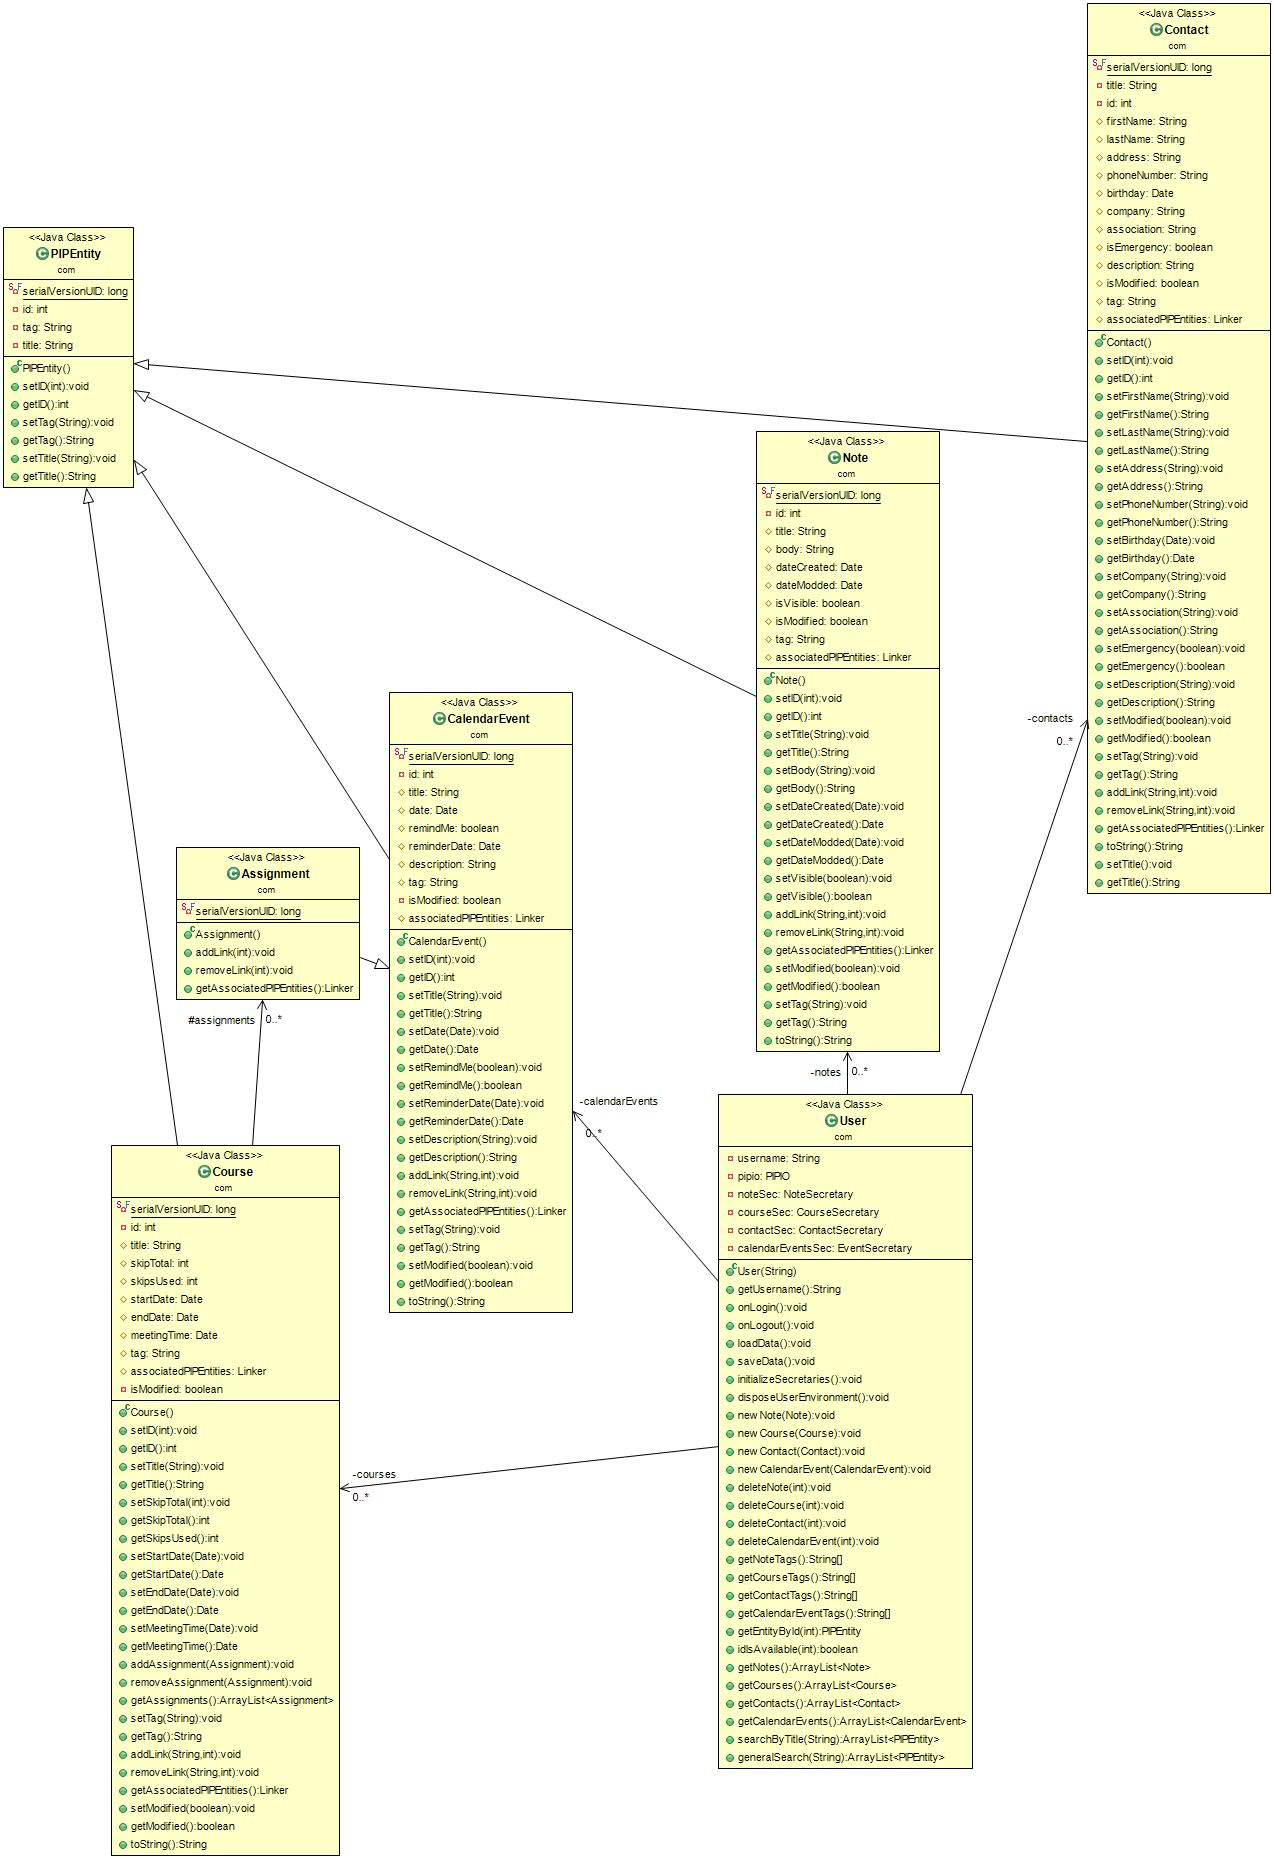 <<Java Class>>
Contact
com
serialVersionUID: long
title: String
id: int
firstName: String
lastName: String
address: String
phoneNumber: String
birthday: Date
company: String
association: String
isEmergency: boolean
description: String
isModified: boolean
tag: String
associatedPIPEntities: Linker
Contact()
setID(int):void
getID():int
setFirstName(String):void
getFirstName():String
setLastName(String):void
getLastName():String
setAddress(String):void
getAddress():String
setPhoneNumber(String):void
getPhoneNumber():String
setBirthday(Date):void
getBirthday():Date
setCompany(String):void
getCompany():String
setAssociation(String):void
getAssociation():String
setEmergency(boolean):void
getEmergency():boolean
setDescription(String):void
getDescription():String
setModified(boolean):void
getModified():boolean
setTag(String):void
getTag():String
addLink(String,int):void
removeLink(String,int):void
getAssociatedPIPEntities():Linker
toString():String
setTitle():void
getTitle():String
<<Java Class>>
PIPEntity
com
serialVersionUID: long
id: int
tag: String
title: String
PIPEntity()
setID(int):void
getID():int
setTag(String):void
getTag():String
setTitle(String):void
getTitle():String
<<Java Class>>
Note
com
serialVersionUID: long
id: int
title: String
body: String
dateCreated: Date
dateModded: Date
isVisible: boolean
isModified: boolean
tag: String
associatedPIPEntities: Linker
Note()
setID(int):void
getID():int
setTitle(String):void
getTitle():String
setBody(String):void
getBody():String
setDateCreated(Date):void
getDateCreated():Date
setDateModded(Date):void
getDateModded():Date
setVisible(boolean):void
getVisible():boolean
addLink(String,int):void
removeLink(String,int):void
getAssociatedPIPEntities():Linker
setModified(boolean):void
getModified():boolean
setTag(String):void
getTag():String
toString():String
<<Java Class>>
CalendarEvent
com
serialVersionUID: long
id: int
title: String
date: Date
remindMe: boolean
reminderDate: Date
description: String
tag: String
isModified: boolean
associatedPIPEntities: Linker
CalendarEvent()
setID(int):void
getID():int
setTitle(String):void
getTitle():String
setDate(Date):void
getDate():Date
setRemindMe(boolean):void
getRemindMe():boolean
setReminderDate(Date):void
getReminderDate():Date
setDescription(String):void
getDescription():String
addLink(String,int):void
removeLink(String,int):void
getAssociatedPIPEntities():Linker
setTag(String):void
getTag():String
setModified(boolean):void
getModified():boolean
toString():String
<<Java Class>>
Assignment
com
serialVersionUID: long
Assignment()
addLink(int):void
removeLink(int):void
getAssociatedPIPEntities():Linker
#assignments
0..*
-contacts
0..*
-notes
0..*
-calendarEvents
0..*
-courses
0..*
<<Java Class>>
User
com
username: String
pipio: PIPIO
noteSec: NoteSecretary
courseSec: CourseSecretary
contactSec: ContactSecretary
calendarEventsSec: EventSecretary
User(String)
getUsername():String
onLogin():void
onLogout():void
loadData():void
saveData():void
initializeSecretaries():void
disposeUserEnvironment():void
newNote(Note):void
newCourse(Course):void
newContact(Contact):void
newCalendarEvent(CalendarEvent):void
deleteNote(int):void
deleteCourse(int):void
deleteContact(int):void
deleteCalendarEvent(int):void
getNoteTags():String[]
getCourseTags():String[]
getContactTags():String[]
getCalendarEventTags():String[]
getEntityById(int):PIPEntity
idIsAvailable(int):boolean
getNotes():ArrayList<Note>
getCourses():ArrayList<Course>
getContacts():ArrayList<Contact>
getCalendarEvents():ArrayList<CalendarEvent>
searchByTitle(String):ArrayList<PIPEntity>
generalSearch(String):ArrayList<PIPEntity>
<<Java Class>>
Course
com
serialVersionUID: long
id: int
title: String
skipTotal: int
skipsUsed: int
startDate: Date
endDate: Date
meetingTime: Date
tag: String
associatedPIPEntities: Linker
isModified: boolean
Course()
setID(int):void
getID():int
setTitle(String):void
getTitle():String
setSkipTotal(int):void
getSkipTotal():int
getSkipsUsed():int
setStartDate(Date):void
getStartDate():Date
setEndDate(Date):void
getEndDate():Date
setMeetingTime(Date):void
getMeetingTime():Date
addAssignment(Assignment):void
removeAssignment(Assignment):void
getAssignments():ArrayList<Assignment>
setTag(String):void
getTag():String
addLink(String,int):void
removeLink(String,int):void
getAssociatedPIPEntities():Linker
setModified(boolean):void
getModified():boolean
toString():String